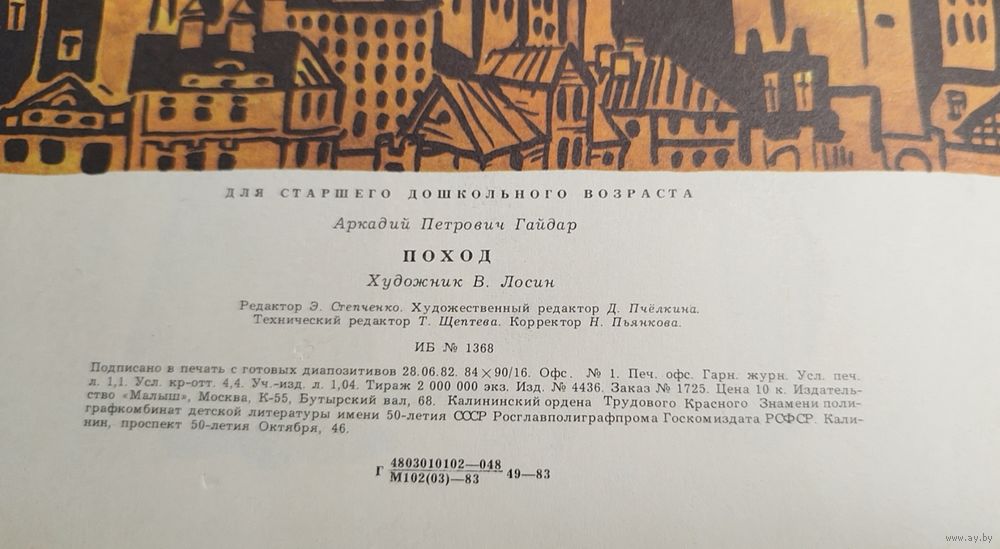 ДЛЯ СТАРШЕГО ДОШКОЛЬНОГО ВОЗРАСТА
Аркадий Петрович Гайдар
ПОХОД
Художник В. Лосин
Редактор Э. Степченко. Художественный редактор Д. Пчёлкина.
Технический редактор Т. Щептева. Корректор Н. Пьянкова.
ИБ № 1368
Подписано в печать с готовых диапозитивов 28.06.82. 84×90/16. Офс. № 1. Печ. офс. Гарн. журн. Усл. печ.
л. 1,1. Усл. кр-отт. 4,4. Уч.-изд. л. 1,04. Тираж 2 000 000 экз. Изд. № 4436. Заказ № 1725. Цена 10 к. Издатель-
ство «Малыш», Москва, К-55, Бутырский вал, 68. Калининский ордена Трудового Красного Знамени поли-
графкомбинат детской литературы имени 50-летия СССР Росглавполиграфпрома Госкомиздата РСФСР. Кали-
нин, проспект 50-летия Октября, 46.
Г 4803010102—048
М102(03)—83 49—83
www.ay.by